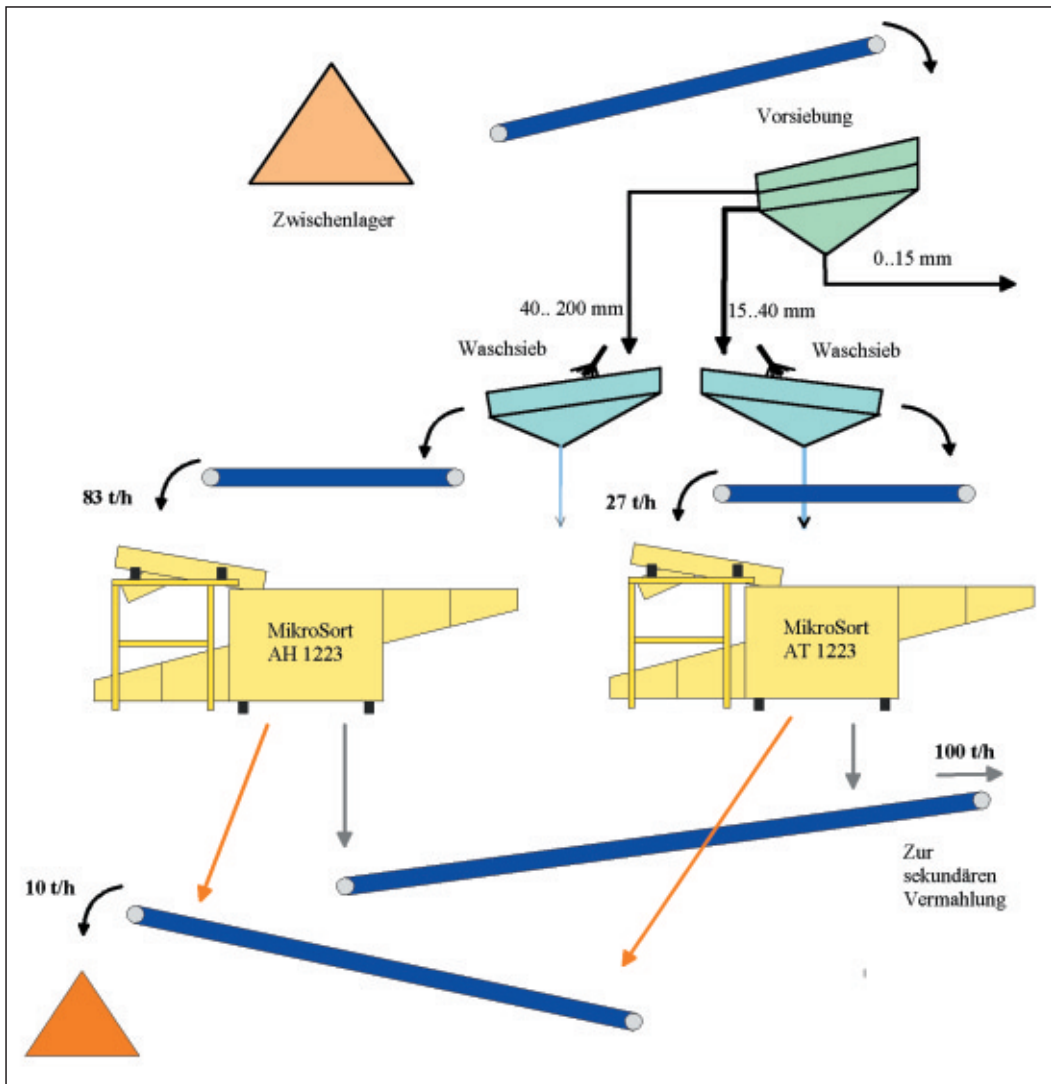 Vorsiebung
Zwischenlager
0..15 mm
40.. 200 mm
15..40 mm
Waschsieb
Waschsieb
83 t/h
27 t/h
MikroSort
AH 1223
MikroSort
AT 1223
100 t/h
Zur
sekundären
Vermahlung
10 t/h